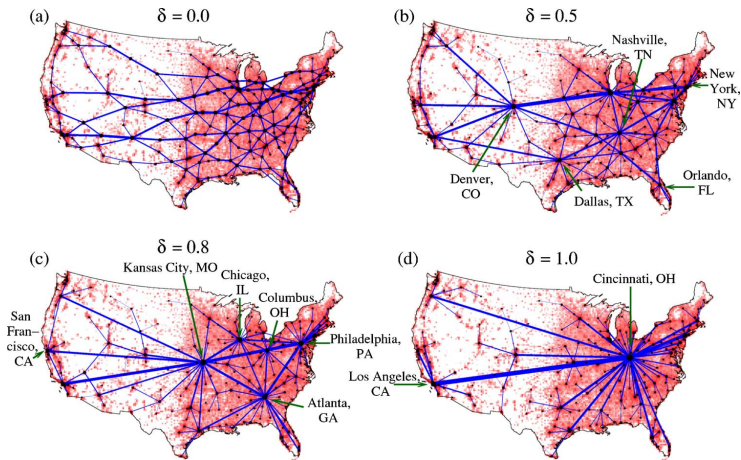 (a)
δ = 0.0
(b)
δ = 0.5
Nashville,
TN
New
York,
NY
Denver,
CO
Dallas, TX
Orlando,
FL
(c)
δ = 0.8
Kansas City, MO
Chicago,
IL
Columbus,
OH
San
Fran–
cisco,
CA
Philadelphia,
PA
Atlanta,
GA
(d)
δ = 1.0
Cincinnati, OH
Los Angeles,
CA